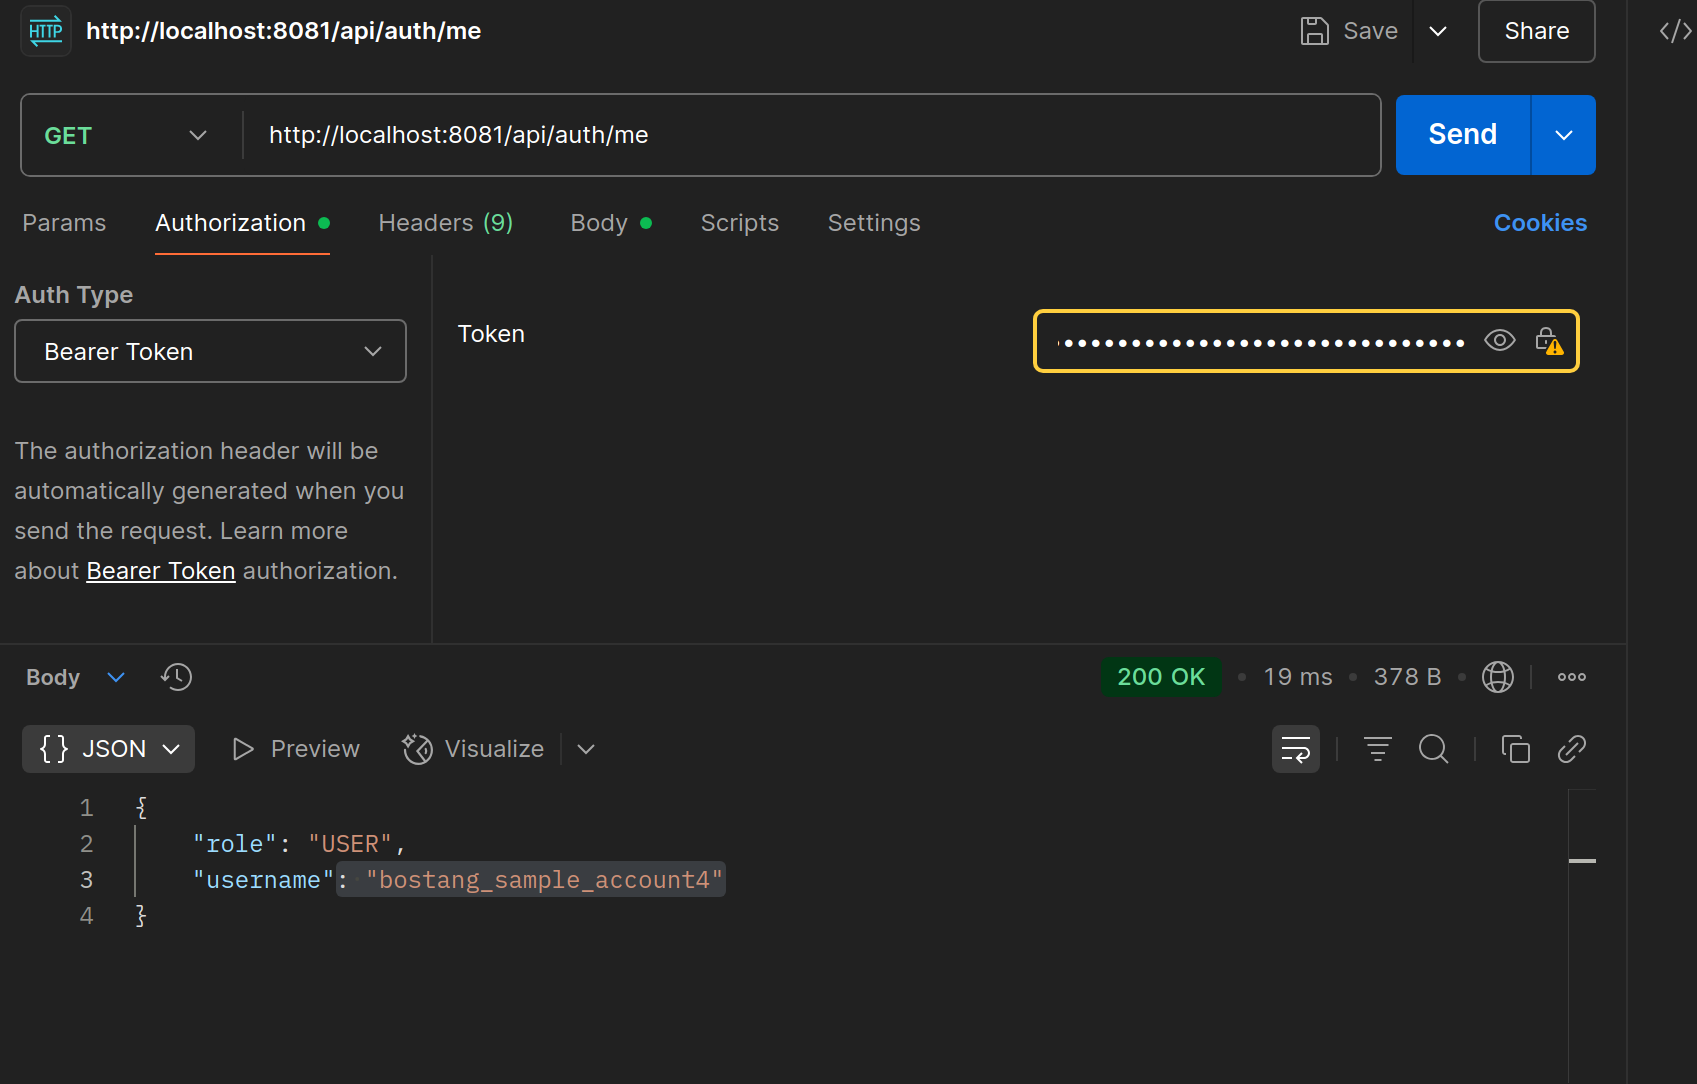 HTTP http://localhost:8081/api/auth/me Save Share </>
GET http://localhost:8081/api/auth/me Send
Params Authorization Headers (9) Body Scripts Settings Cookies
Auth Type
Bearer Token
Token
The authorization header will be
automatically generated when you
send the request. Learn more
about Bearer Token authorization.
Body 200 OK • 19 ms • 378 B
{} JSON Preview Visualize
1 {
2 "role": "USER",
3 "username": "bostang_sample_account4"
4 }